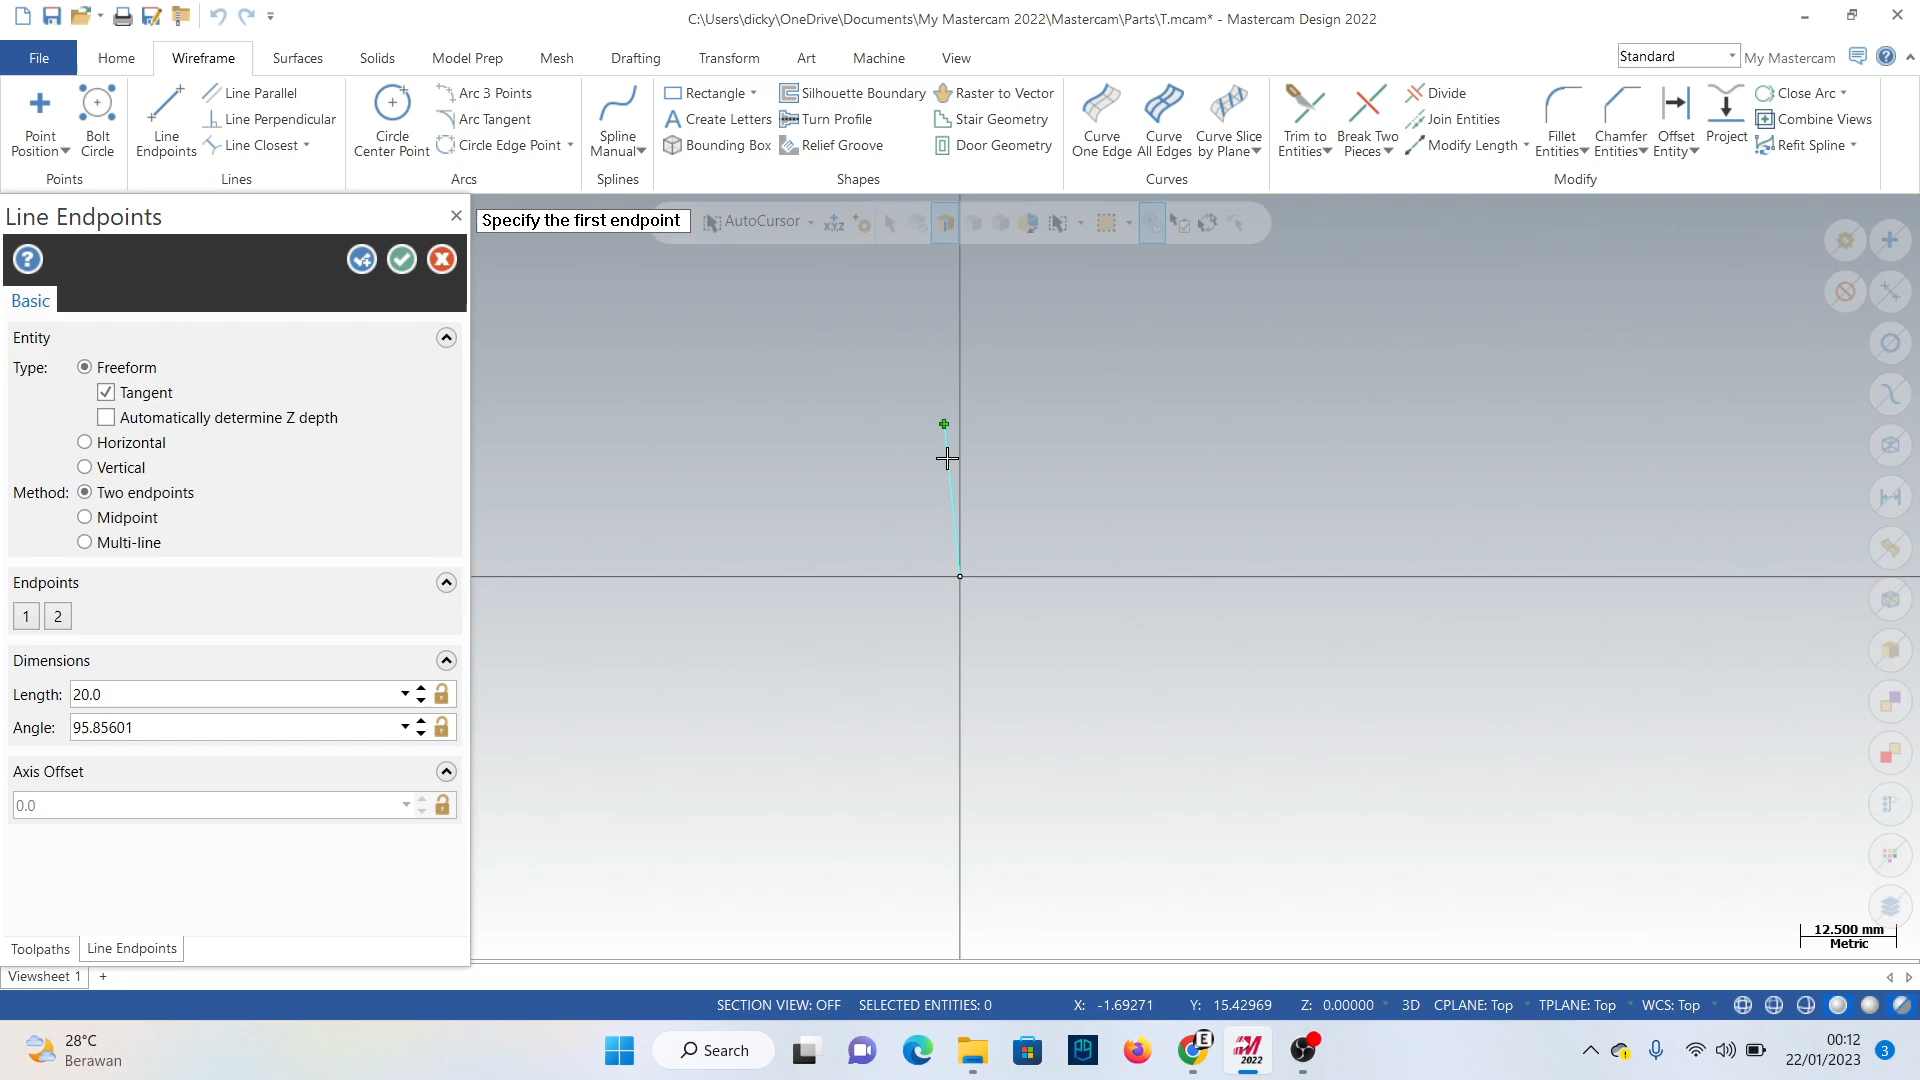 C:\Users\dicky\OneDrive\Documents\My Mastercam 2022\Mastercam\Parts\T.mcam* - Mastercam Design 2022
File
Home
Wireframe
Surfaces
Solids
Model Prep
Mesh
Drafting
Transform
Art
Machine
View
Standard
My Mastercam
Point
Position
Bolt
Circle
Points
Line
Endpoints
Line Parallel
Line Perpendicular
Line Closest
Lines
Circle
Center Point
Arc 3 Points
Arc Tangent
Circle Edge Point
Arcs
Spline
Manual
Splines
Rectangle
Create Letters
Bounding Box
Silhouette Boundary
Turn Profile
Relief Groove
Raster to Vector
Stair Geometry
Door Geometry
Shapes
Curve
One Edge
Curve
All Edges
Curve Slice
by Plane
Curves
Trim to
Entities
Break Two
Pieces
Divide
Join Entities
Modify Length
Fillet
Entities
Chamfer
Entities
Offset
Entity
Project
Close Arc
Combine Views
Refit Spline
Modify
Line Endpoints
Specify the first endpoint
AutoCursor
XYZ
Basic
Entity
Type:
Freeform
Tangent
Automatically determine Z depth
Horizontal
Vertical
Method:
Two endpoints
Midpoint
Multi-line
Endpoints
1
2
Dimensions
Length:
20.0
Angle:
95.85601
Axis Offset
0.0
12.500 mm
Metric
Toolpaths
Line Endpoints
Viewsheet 1
+
SECTION VIEW: OFF
SELECTED ENTITIES: 0
X: -1.69271
Y: 15.42969
Z: 0.00000
3D
CPLANE: Top
TPLANE: Top
WCS: Top
28°C
Berawan
Search
E
2022
00:12
22/01/2023
3